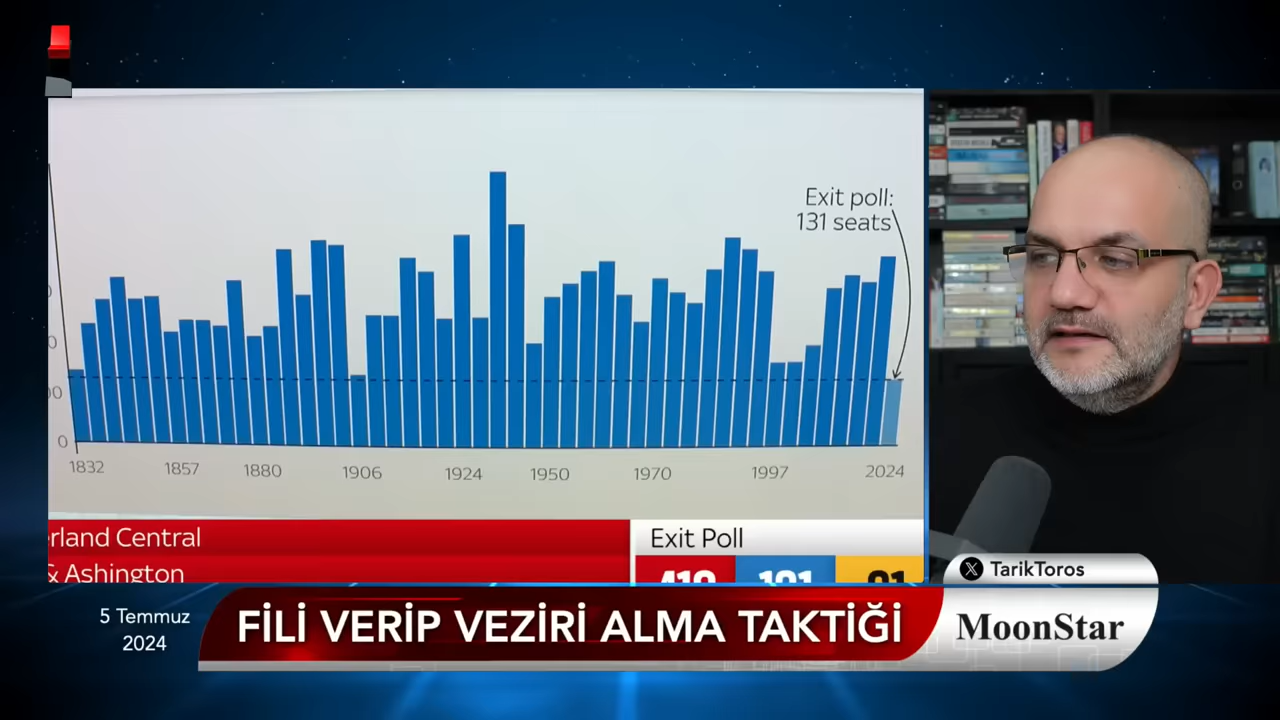 Exit poll:
131 seats
0
1832 1857 1880 1906 1924 1950 1970 1997 2024
rland Central
Exit Poll
& Ashington
TarikToros
5 Temmuz
2024
FİLİ VERİP VEZİRİ ALMA TAKTİĞİ
MoonStar